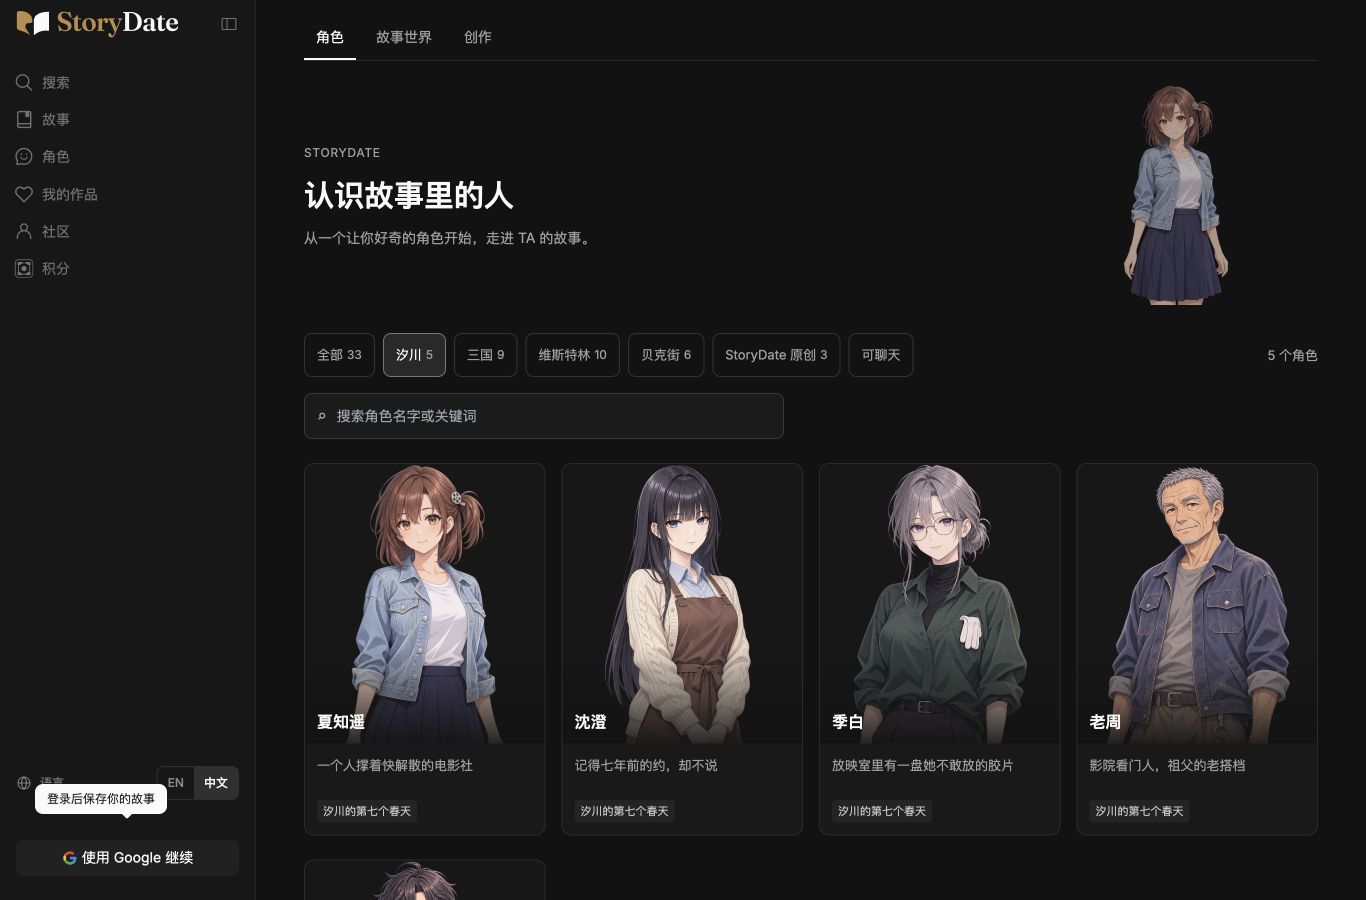 StoryDate
搜索
故事
角色
我的作品
社区
积分
语言
EN
中文
登录后保存你的故事
使用 Google 继续
角色
故事世界
创作
STORYDATE
认识故事里的人
从一个让你好奇的角色开始，走进 TA 的故事。
全部 33
汐川 5
三国 9
维斯特林 10
贝克街 6
StoryDate 原创 3
可聊天
5 个角色
搜索角色名字或关键词
夏知遥
一个人撑着快解散的电影社
汐川的第七个春天
沈澄
记得七年前的约，却不说
汐川的第七个春天
季白
放映室里有一盘她不敢放的胶片
汐川的第七个春天
老周
影院看门人，祖父的老搭档
汐川的第七个春天